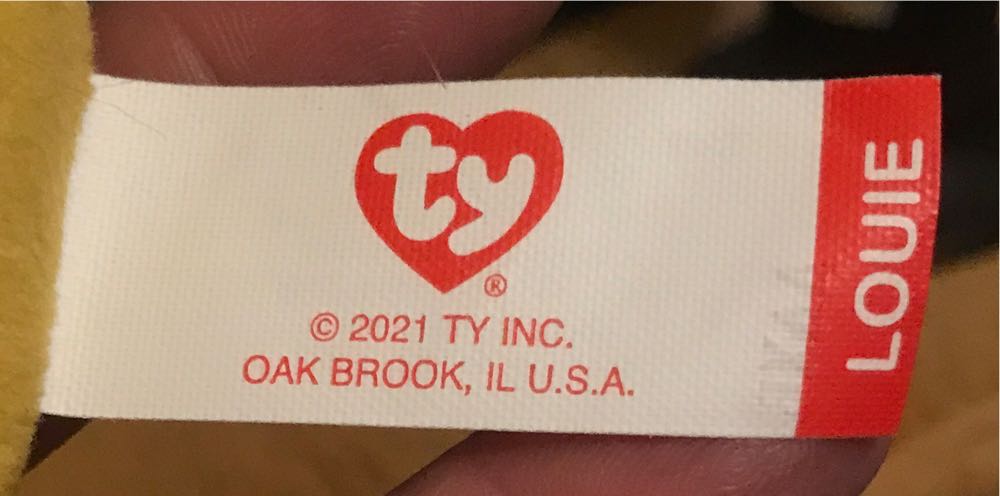 ty
®
© 2021 TY INC.
OAK BROOK, IL U.S.A.
LOUIE